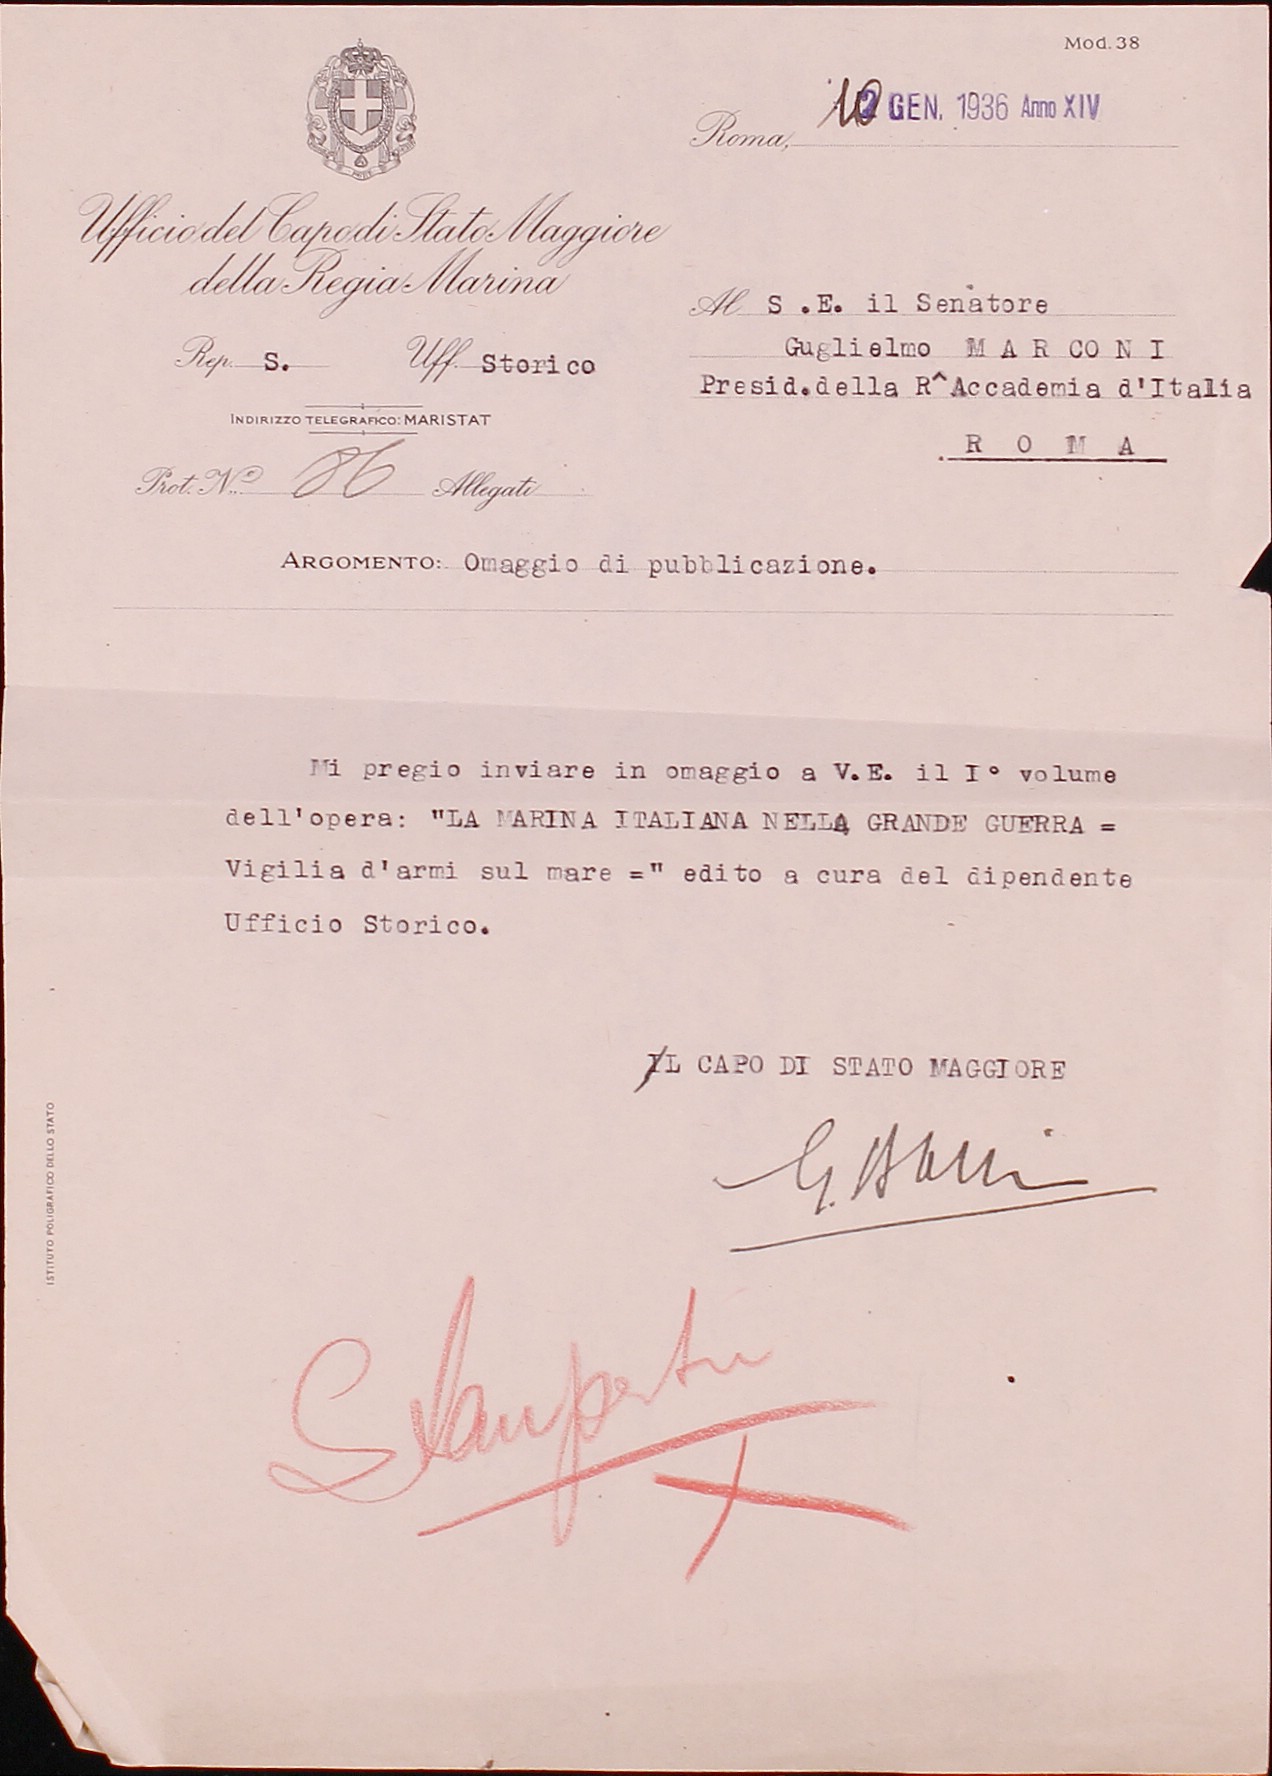 Mod. 38
Roma, 10 GEN. 1936 Anno XIV
Ufficio del Capo di Stato Maggiore
della Regia Marina
Rep. S. Uff. Storico
INDIRIZZO TELEGRAFICO: MARISTAT
Prot. N.º 86 Allegati
Al S .E. il Senatore
Guglielmo M A R C O N I
Presid.della R^Accademia d'Italia
R O M A
ARGOMENTO: Omaggio di pubblicazione.
Mi pregio inviare in omaggio a V.E. il I° volume
dell'opera: "LA MARINA ITALIANA NELLA GRANDE GUERRA =
Vigilia d'armi sul mare =" edito a cura del dipendente
Ufficio Storico.
IL CAPO DI STATO MAGGIORE
ISTITUTO POLIGRAFICO DELLO STATO